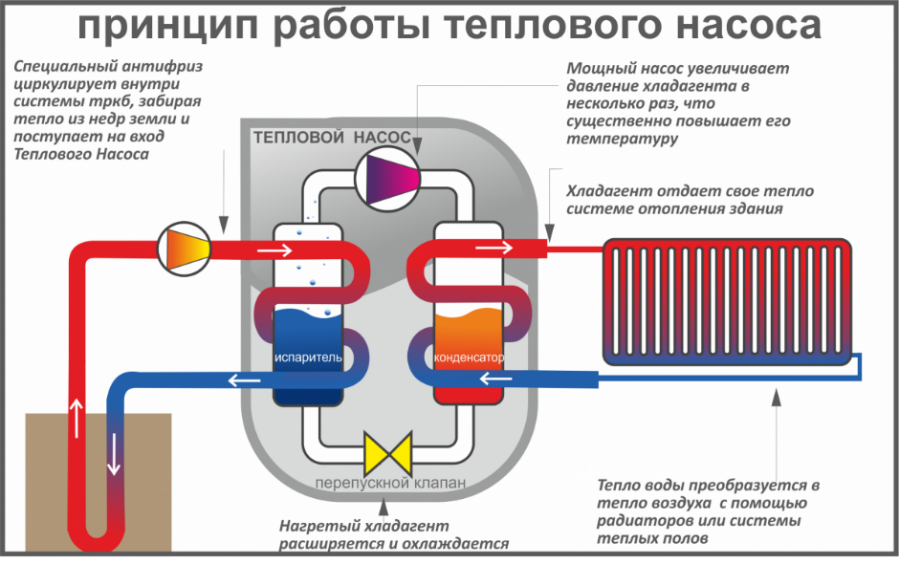 принцип работы теплового насоса
Специальный антифриз
циркулирует внутри
системы тркб, забирая
тепло из недр земли и
поступает на вход
Теплового Насоса
Мощный насос увеличивает
давление хладагента в
несколько раз, что
существенно повышает его
температуру
ТЕПЛОВОЙ НАСОС
Хладагент отдает свое тепло
системе отопления здания
испаритель
конденсатор
перепускной клапан
Нагретый хладагент
расширяется и охлаждается
Тепло воды преобразуется в
тепло воздуха с помощью
радиаторов или системы
теплых полов